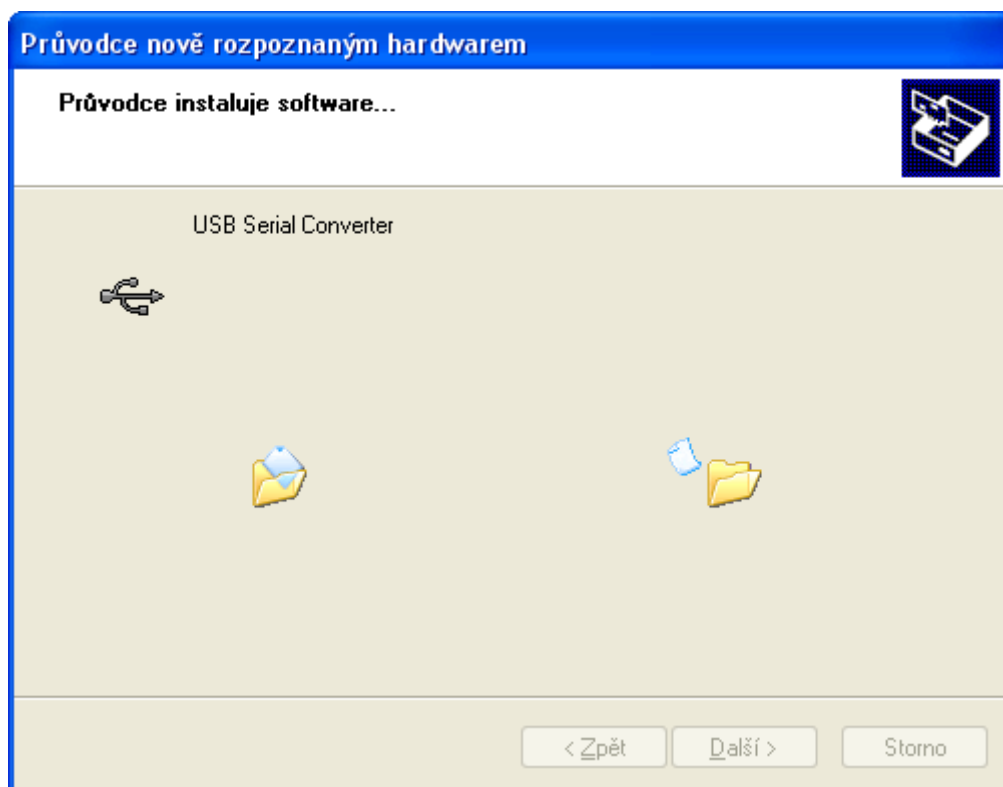 Průvodce nově rozpoznaným hardwarem
Průvodce instaluje software...
USB Serial Converter
< Zpět
Další >
Storno